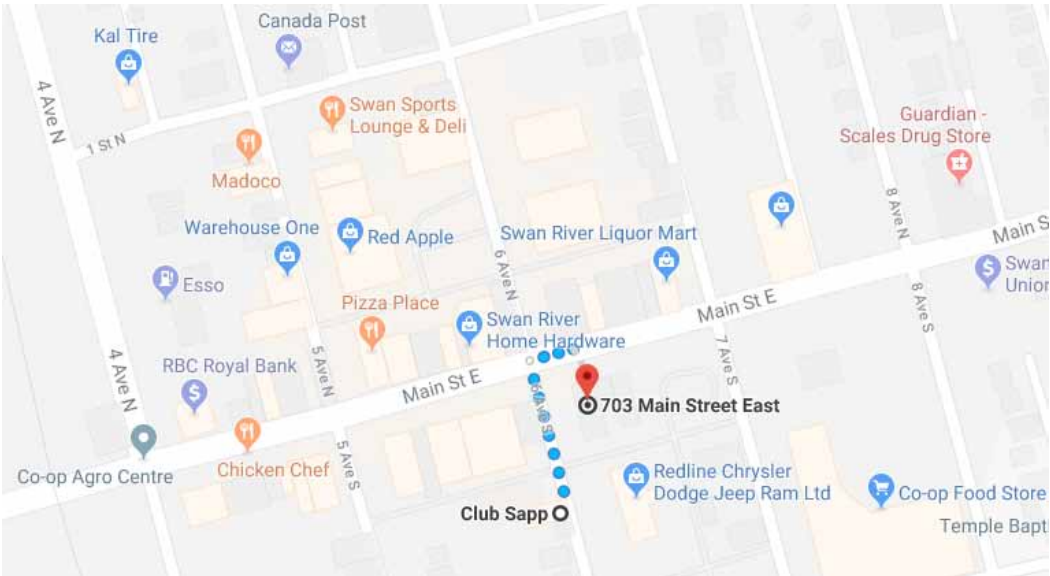 Canada Post
Kal Tire
4 Ave N
Swan Sports
Lounge & Deli
Guardian -
Scales Drug Store
1 St N
Madoco
Warehouse One
Red Apple
Swan River Liquor Mart
8 Ave N
Main S
Esso
6 Ave N
Swan
Union
Pizza Place
Main St E
8 Ave S
Swan River
Home Hardware
4 Ave N
RBC Royal Bank
5 Ave N
Main St E
7 Ave S
6 Ave S
703 Main Street East
Co-op Agro Centre
Chicken Chef
5 Ave S
Redline Chrysler
Dodge Jeep Ram Ltd
Co-op Food Store
Club Sapp
Temple Bapt